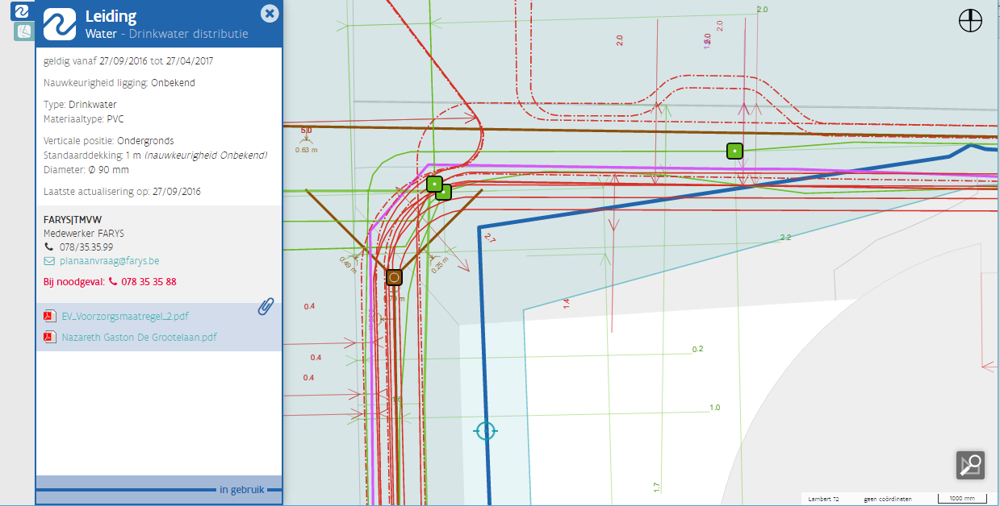 Leiding
Water - Drinkwater distributie
geldig vanaf 27/09/2016 tot 27/04/2017
Nauwkeurigheid ligging: Onbekend
Type: Drinkwater
Materiaaltype: PVC
Verticale positie: Ondergronds
Standaarddekking: 1 m (nauwkeurigheid Onbekend)
Diameter: Ø 90 mm
Laatste actualisering op: 27/09/2016
FARYS|TMVW
Medewerker FARYS
078/35.35.99
planaanvraag@farys.be
Bij noodgeval: 078 35 35 88
EV_Voorzorgsmaatregel_2.pdf
Nazareth Gaston De Grootelaan.pdf
in gebruik
2.0
2.0
2.0
5.0
0.63 m
2.7
2.2
0.49 m
0.25 m
0.4
1.4
0.4
0.2
0.4
1.0
1.7
Lambert 72
geen coördinaten
1000 mm